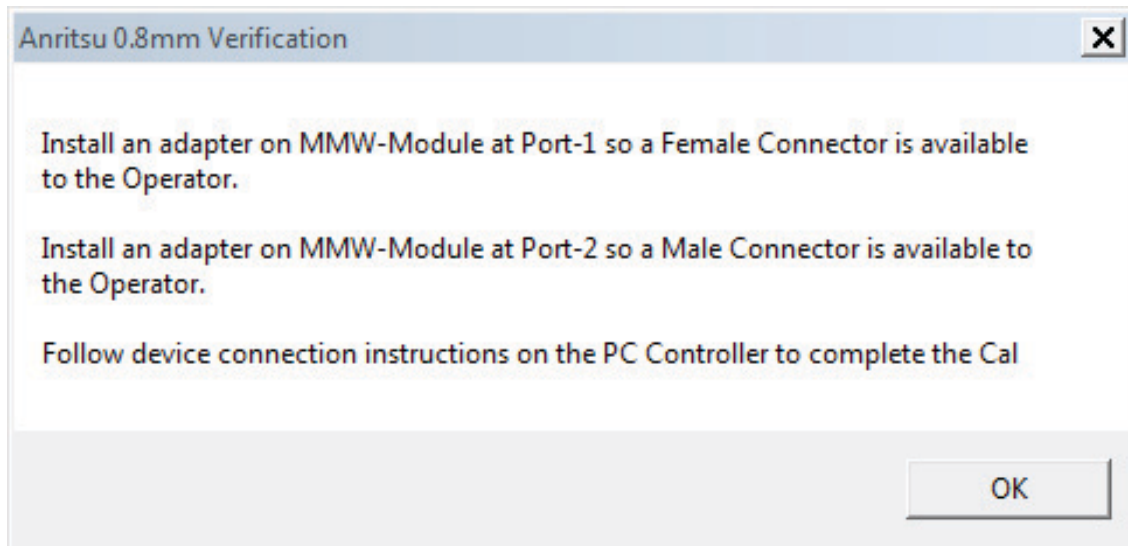 Anritsu 0.8mm Verification
Install an adapter on MMW-Module at Port-1 so a Female Connector is available
to the Operator.
Install an adapter on MMW-Module at Port-2 so a Male Connector is available to
the Operator.
Follow device connection instructions on the PC Controller to complete the Cal
OK